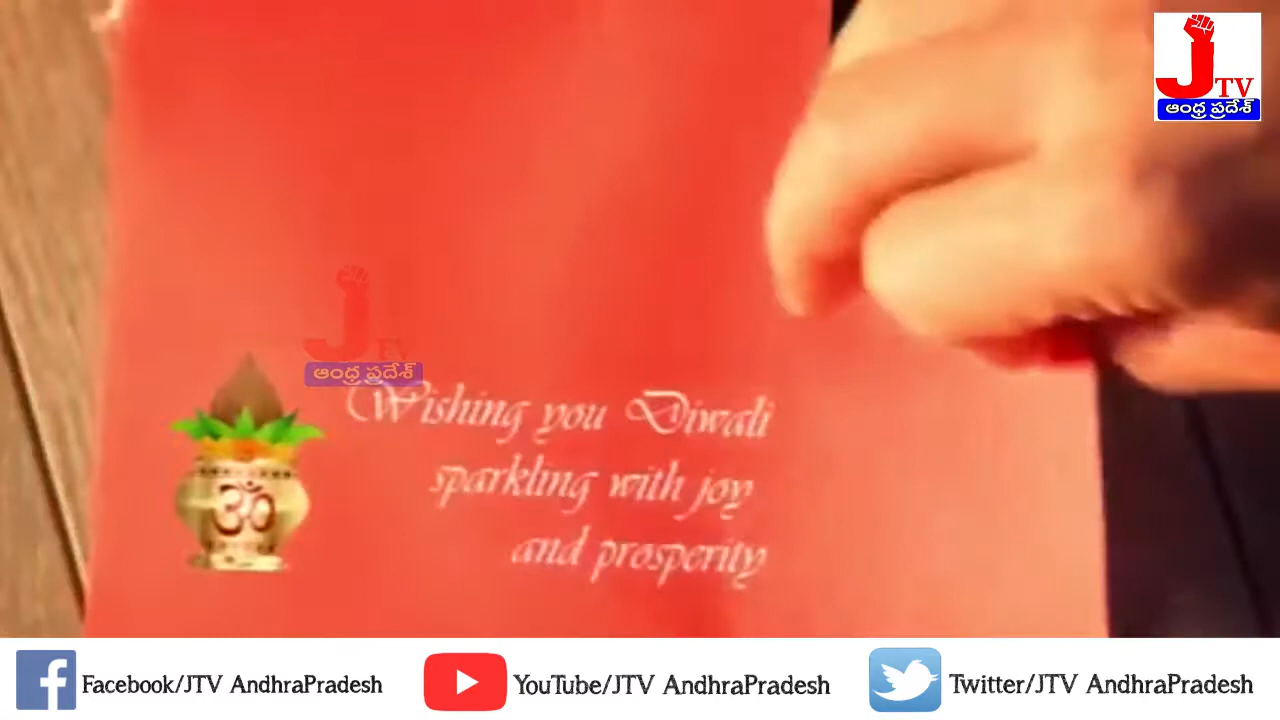 JTV
ఆంధ్ర ప్రదేశ్
JTV
ఆంధ్ర ప్రదేశ్
Wishing you Diwali
sparkling with joy
and prosperity
ॐ
Facebook/JTV AndhraPradesh
YouTube/JTV AndhraPradesh
Twitter/JTV AndhraPradesh